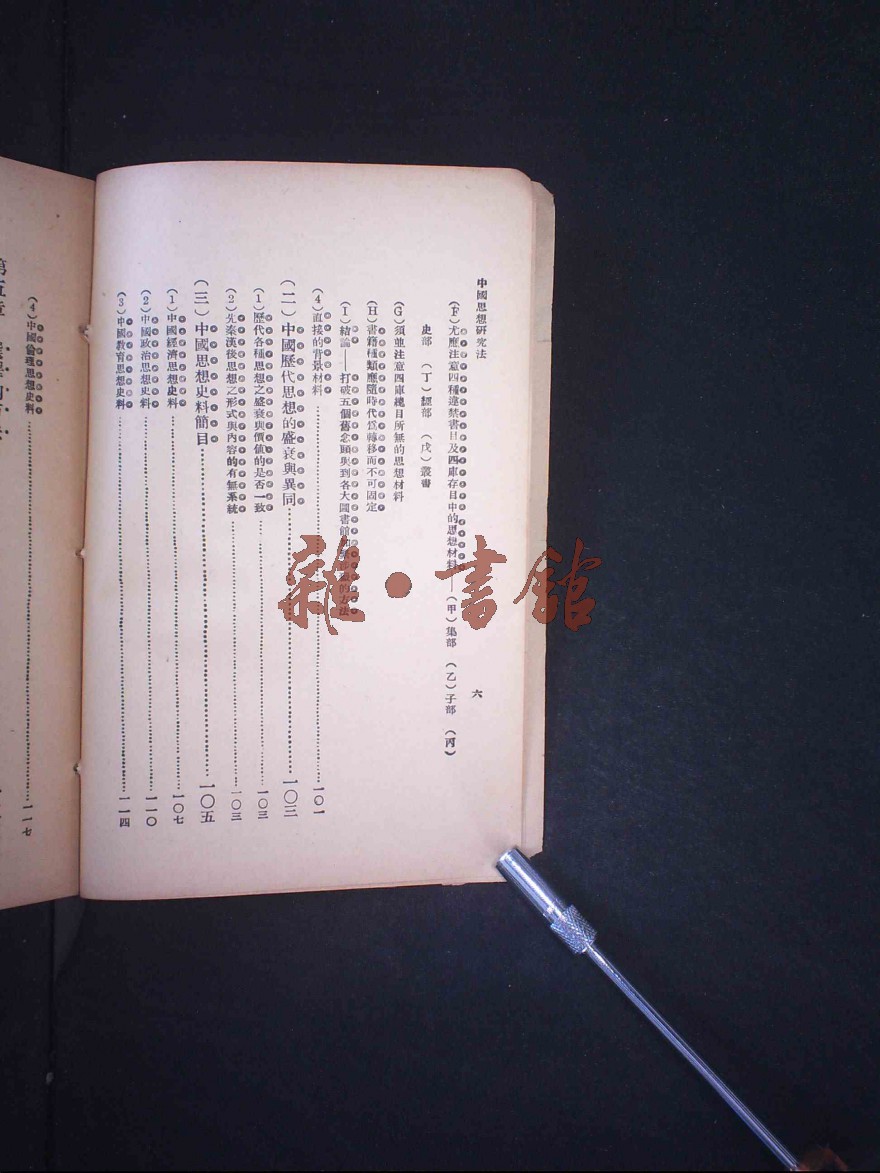 中國思想研究法
六
(F)尤應注意四種違禁書目及四庫存目中的思想材料——(甲)集部 (乙)子部 (丙)
史部 (丁)經部 (戊)叢書
(G)須並注意四庫總目所無的思想材料
(H)書籍種類應隨時代爲轉移而不可固定
(I)結論——打破五個舊念頭與到各大圖書館的方法
(4)直接的背景材料……一〇一
(二)中國歷代思想的盛衰與異同……一〇三
(1)歷代各種思想之盛衰與價值的是否一致……一〇三
(2)先秦漢後思想之形式與內容的有無系統……一〇三
(三)中國思想史料簡目……一〇五
(1)中國經濟思想史料……一〇七
(2)中國政治思想史料……一一〇
(3)中國教育思想史料……一一四
(4)中國倫理思想史料……一一七
第五章
雜·書館